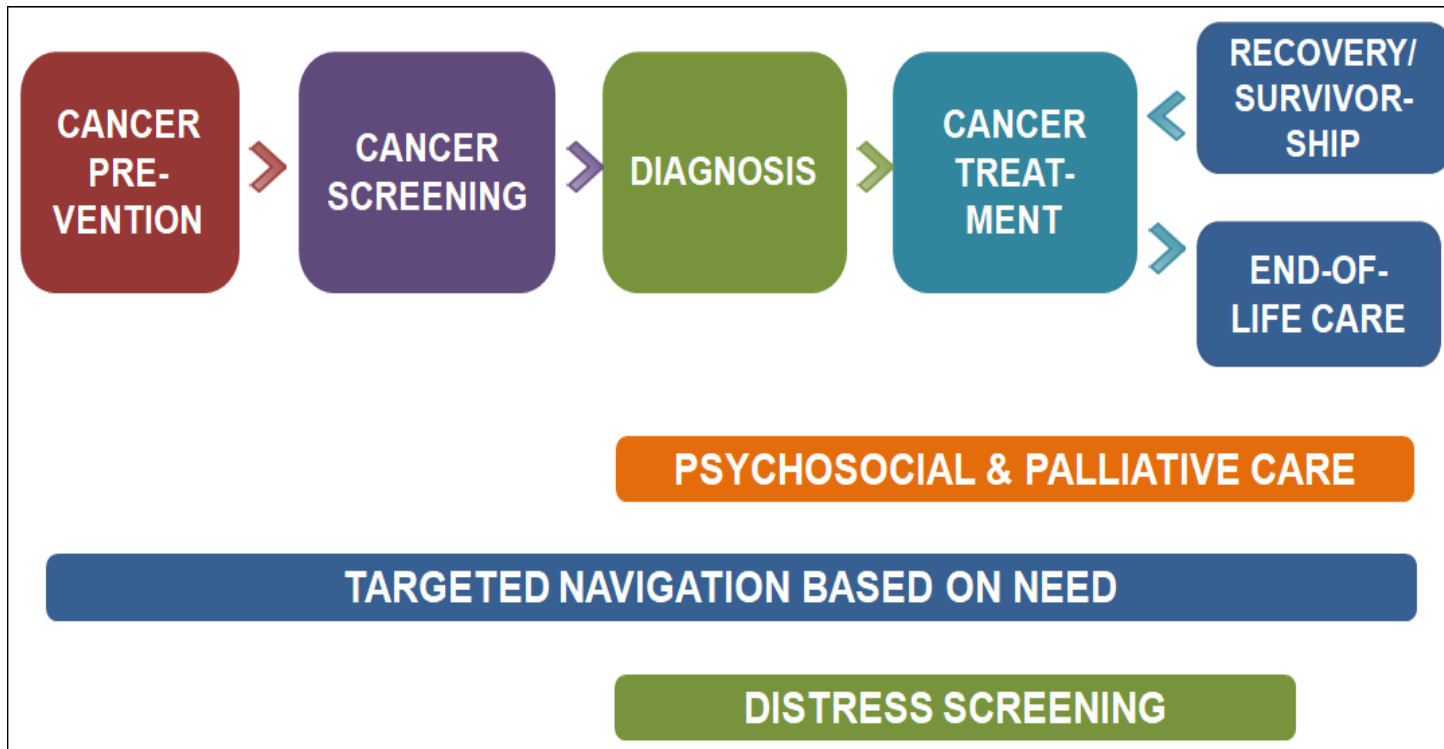 CANCER
PRE-
VENTION
CANCER
SCREENING
DIAGNOSIS
CANCER
TREAT-
MENT
RECOVERY/
SURVIVOR-
SHIP
END-OF-
LIFE CARE
PSYCHOSOCIAL & PALLIATIVE CARE
TARGETED NAVIGATION BASED ON NEED
DISTRESS SCREENING